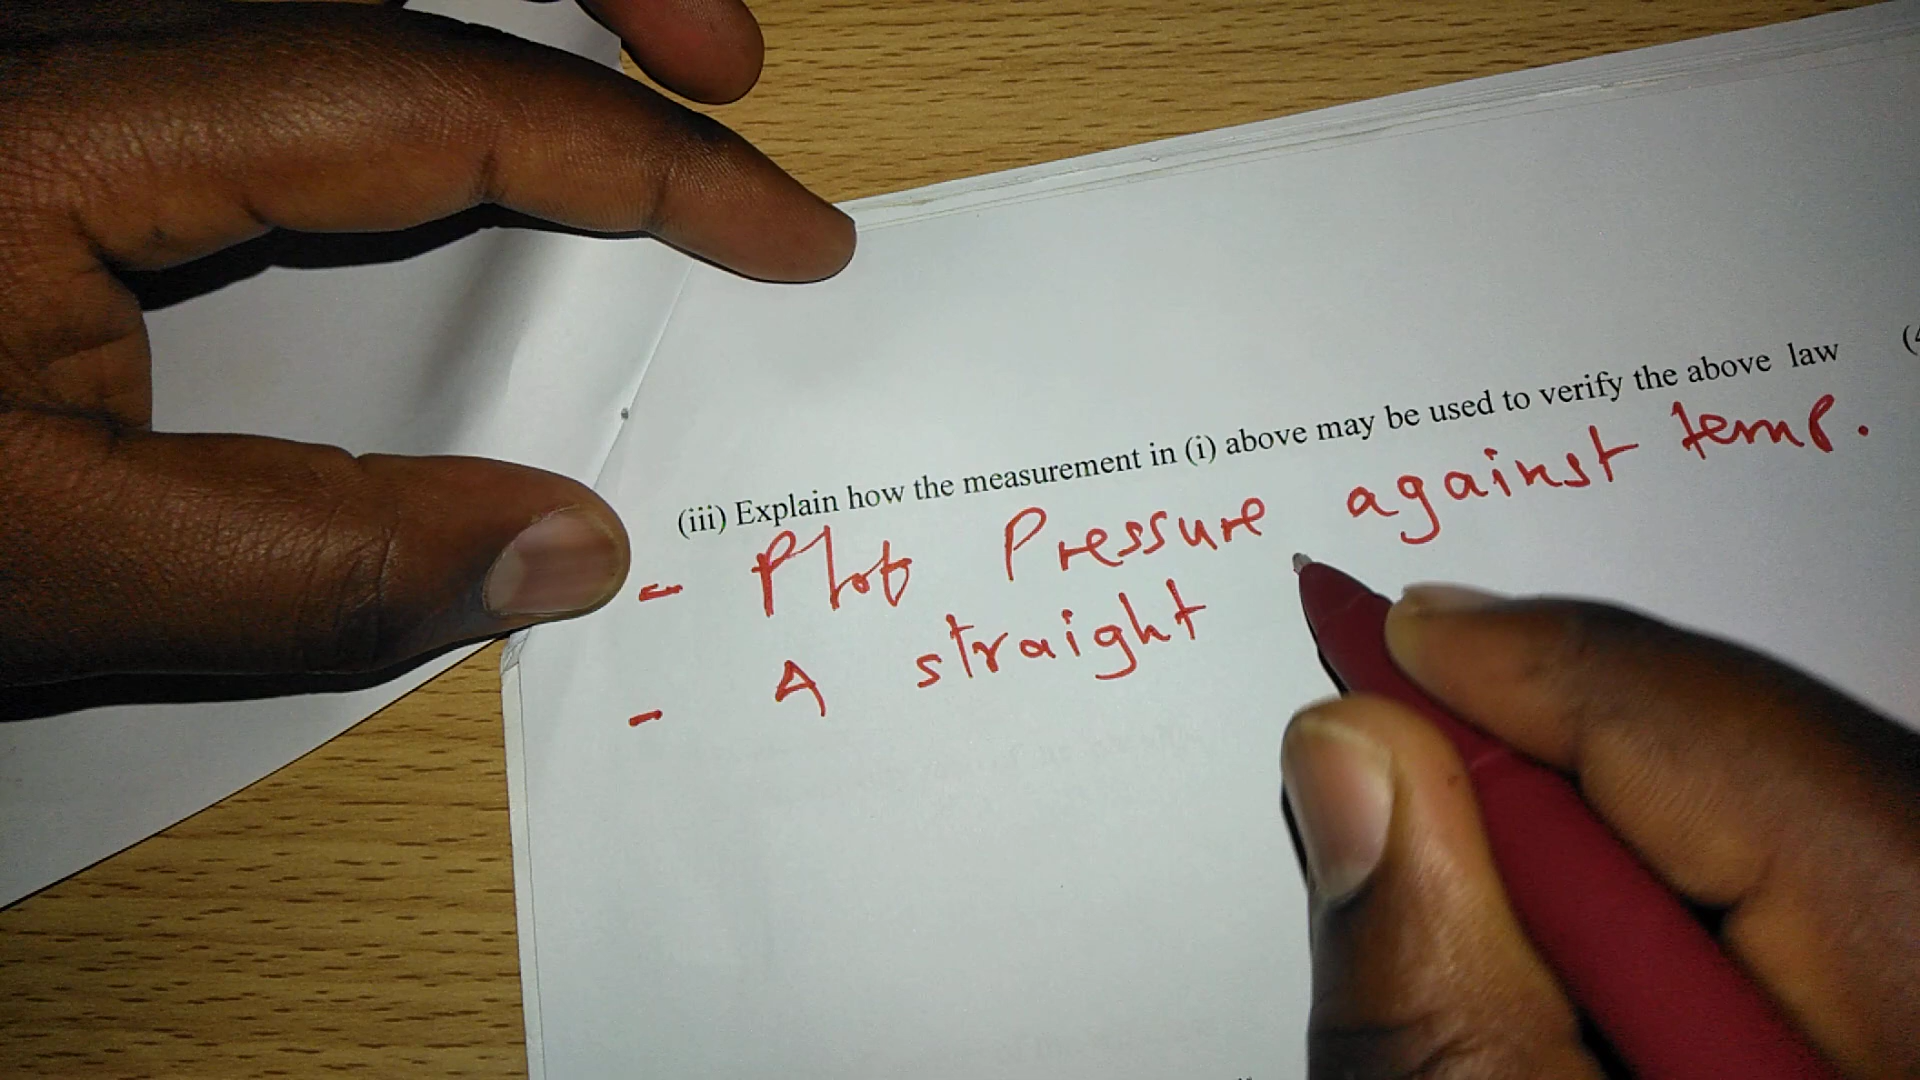 (iii) Explain how the measurement in (i) above may be used to verify the above law (4
- Plot Pressure against temp.
- A straight